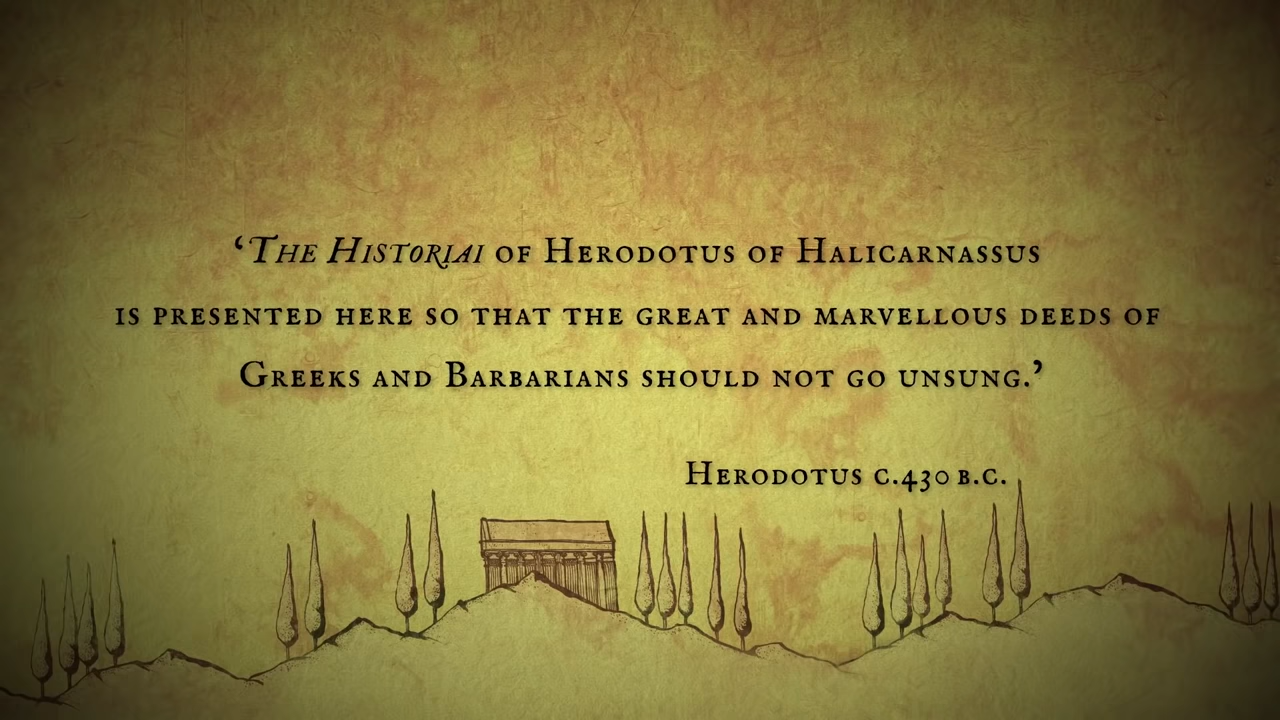 ‘The Historiai of Herodotus of Halicarnassus
is presented here so that the great and marvellous deeds of
Greeks and Barbarians should not go unsung.’
Herodotus c.430 B.C.